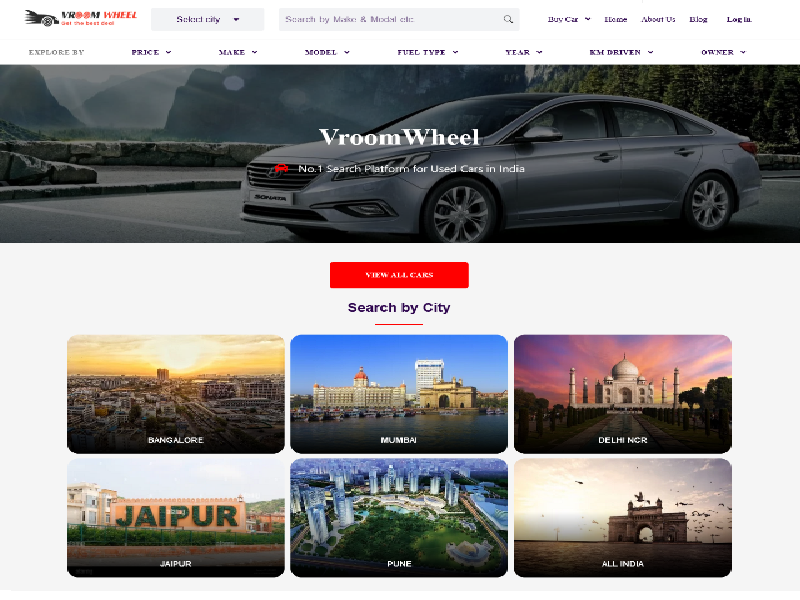 VROOM WHEEL
Get the best deal
Select city
Search by Make & Model etc
Buy Car
Home
About Us
Blog
Log in
EXPLORE BY
PRICE
MAKE
MODEL
FUEL TYPE
YEAR
KM DRIVEN
OWNER
VroomWheel
No.1 Search Platform for Used Cars in India
SONATA
VIEW ALL CARS
Search by City
BANGALORE
MUMBAI
DELHI NCR
JAIPUR
JAIPUR
PUNE
ALL INDIA